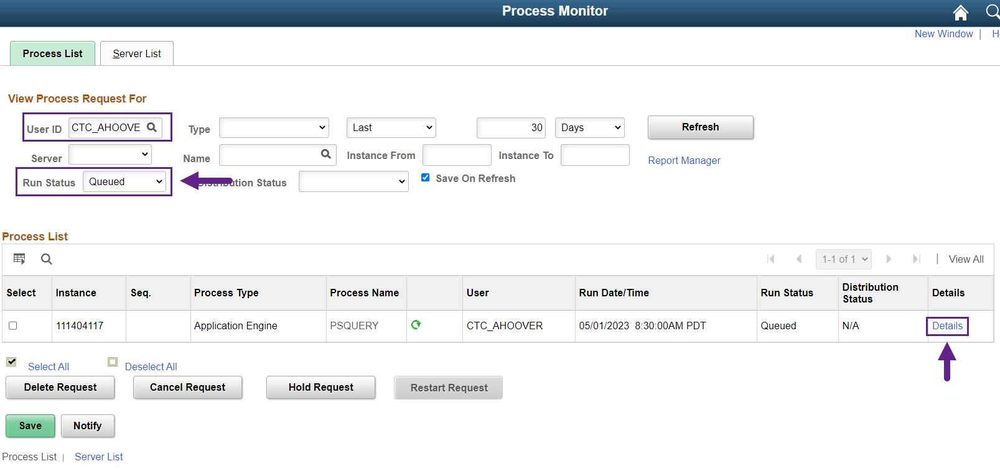 Process Monitor
New Window | H
Process List Server List
View Process Request For
User ID CTC_AHOOVE Type Last 30 Days Refresh
Server Name Instance From Instance To Report Manager
Run Status Queued Distribution Status Save On Refresh
Process List
1-1 of 1 | View All
Select Instance Seq. Process Type Process Name User Run Date/Time Run Status Distribution Status Details
111404117 Application Engine PSQUERY CTC_AHOOVER 05/01/2023 8:30:00AM PDT Queued N/A Details
Select All Deselect All
Delete Request Cancel Request Hold Request Restart Request
Save Notify
Process List | Server List